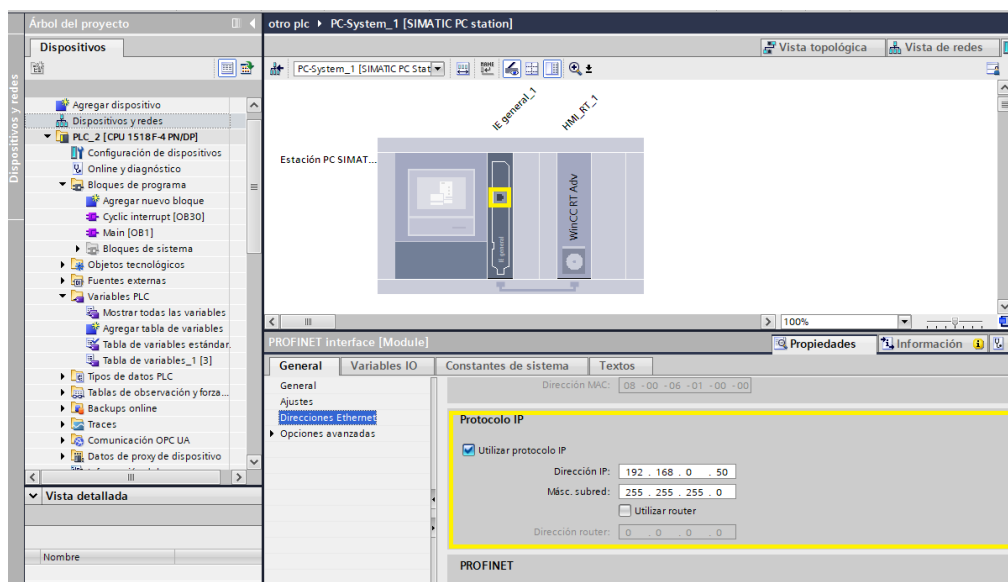 Árbol del proyecto
otro plc ▸ PC-System_1 [SIMATIC PC station]
Dispositivos
Vista topológica
Vista de redes
PC-System_1 [SIMATIC PC Stat
Dispositivos y redes
Agregar dispositivo
Dispositivos y redes
PLC_2 [CPU 1518F-4 PN/DP]
Configuración de dispositivos
Online y diagnóstico
Bloques de programa
Agregar nuevo bloque
Cyclic interrupt [OB30]
Main [OB1]
Bloques de sistema
Objetos tecnológicos
Fuentes externas
Variables PLC
Mostrar todas las variables
Agregar tabla de variables
Tabla de variables estándar.
Tabla de variables_1 [3]
Tipos de datos PLC
Tablas de observación y forza...
Backups online
Traces
Comunicación OPC UA
Datos de proxy de dispositivo
Vista detallada
Nombre
IE general_1
HMI_RT_1
Estación PC SIMAT...
IE general
WinCC RT Adv
100%
PROFINET interface [Module]
Propiedades
Información
General
Variables IO
Constantes de sistema
Textos
General
Ajustes
Direcciones Ethernet
Opciones avanzadas
Dirección MAC: 08 -00 -06 -01 -00 -00
Protocolo IP
Utilizar protocolo IP
Dirección IP: 192 . 168 . 0 . 50
Másc. subred: 255 . 255 . 255 . 0
Utilizar router
Dirección router: 0 . 0 . 0 . 0
PROFINET